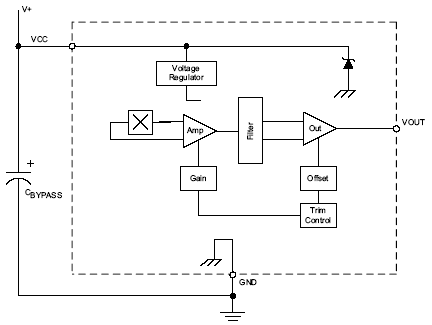 V+
VCC
Voltage
Regulator
Amp
Filter
Out
VOUT
Gain
Offset
+
CBYPASS
Trim
Control
GND